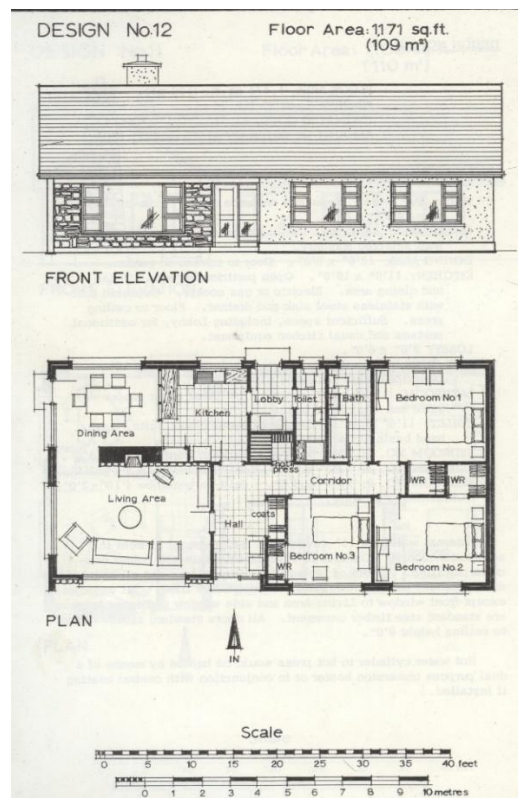 DESIGN No.12
Floor Area: 1,171 sq.ft.
(109 m²)
FRONT ELEVATION
Lobby
Toilet
Bath.
Bedroom No.1
Kitchen
Dining Area
hot
press
Corridor
WR
WR
Living Area
coats
Hall
WR
Bedroom No.3
Bedroom No.2
PLAN
IN
Scale
0 5 10 15 20 25 30 35 40 feet
0 1 2 3 4 5 6 7 8 9 10 metres